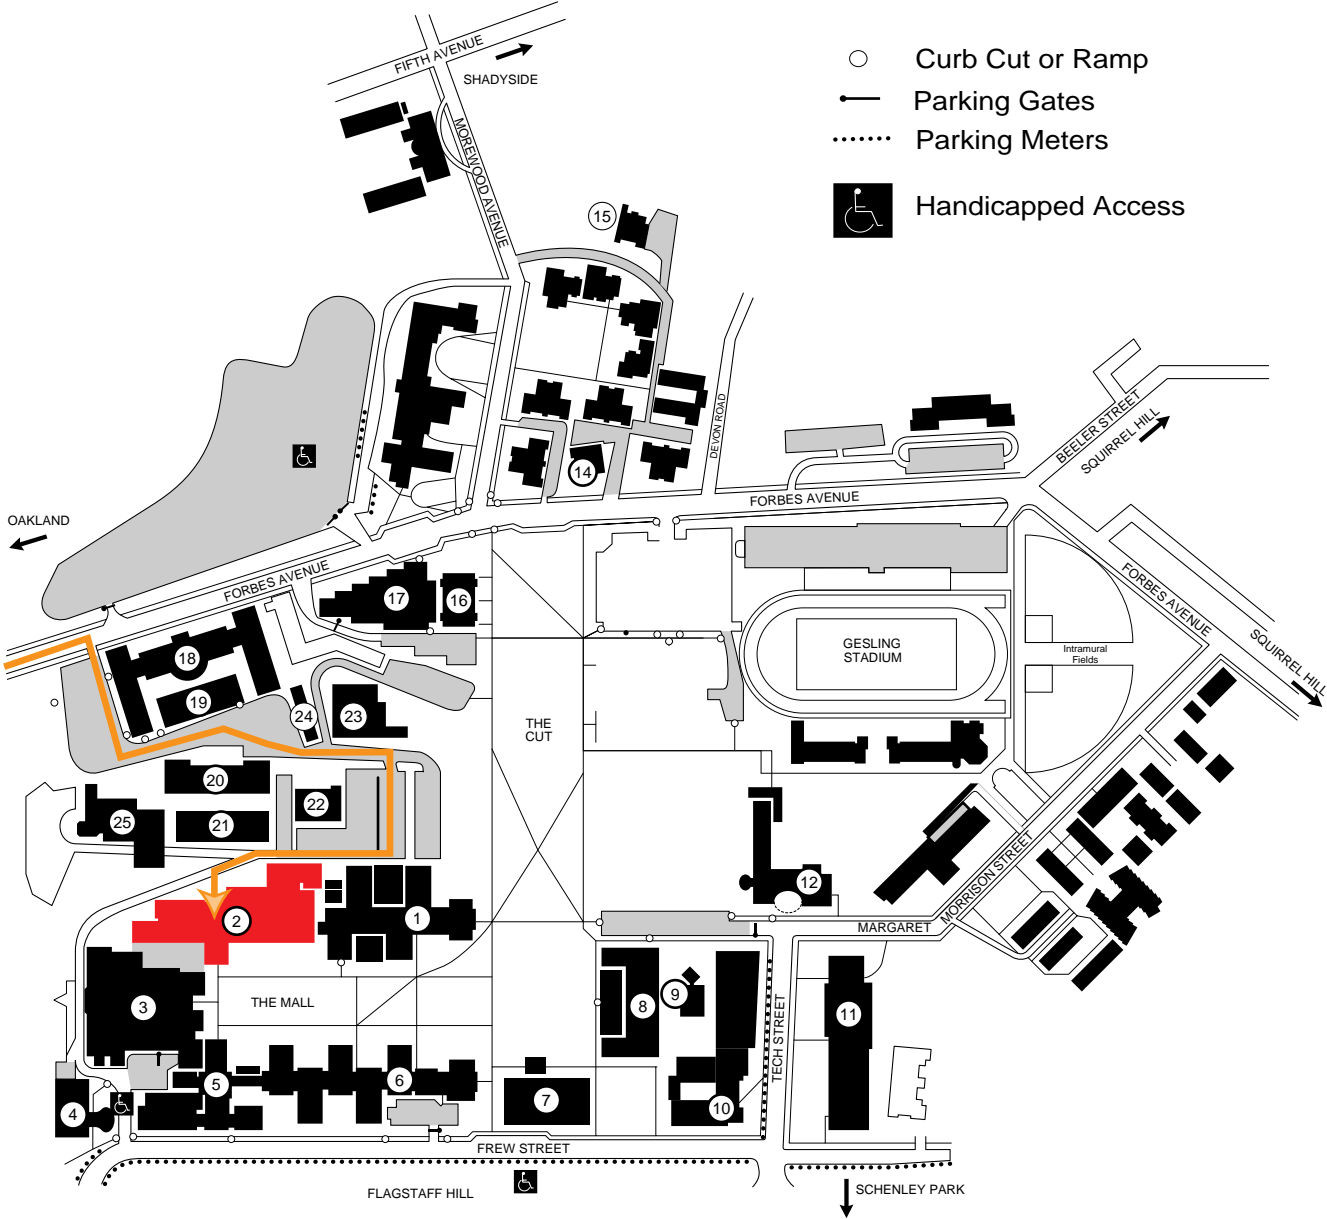 FIFTH AVENUE
SHADYSIDE
Curb Cut or Ramp
Parking Gates
Parking Meters
Handicapped Access
MOREWOOD AVENUE
15
DEVON ROAD
BEELER STREET
SQUIRREL HILL
14
FORBES AVENUE
OAKLAND
FORBES AVENUE
FORBES AVENUE
SQUIRREL HILL
17
16
18
19
GESLING
STADIUM
Intramural
Fields
24
23
THE
CUT
20
22
21
25
12
MORRISON STREET
MARGARET
2
1
3
THE MALL
8
9
11
TECH STREET
5
6
7
10
4
FREW STREET
FLAGSTAFF HILL
SCHENLEY PARK